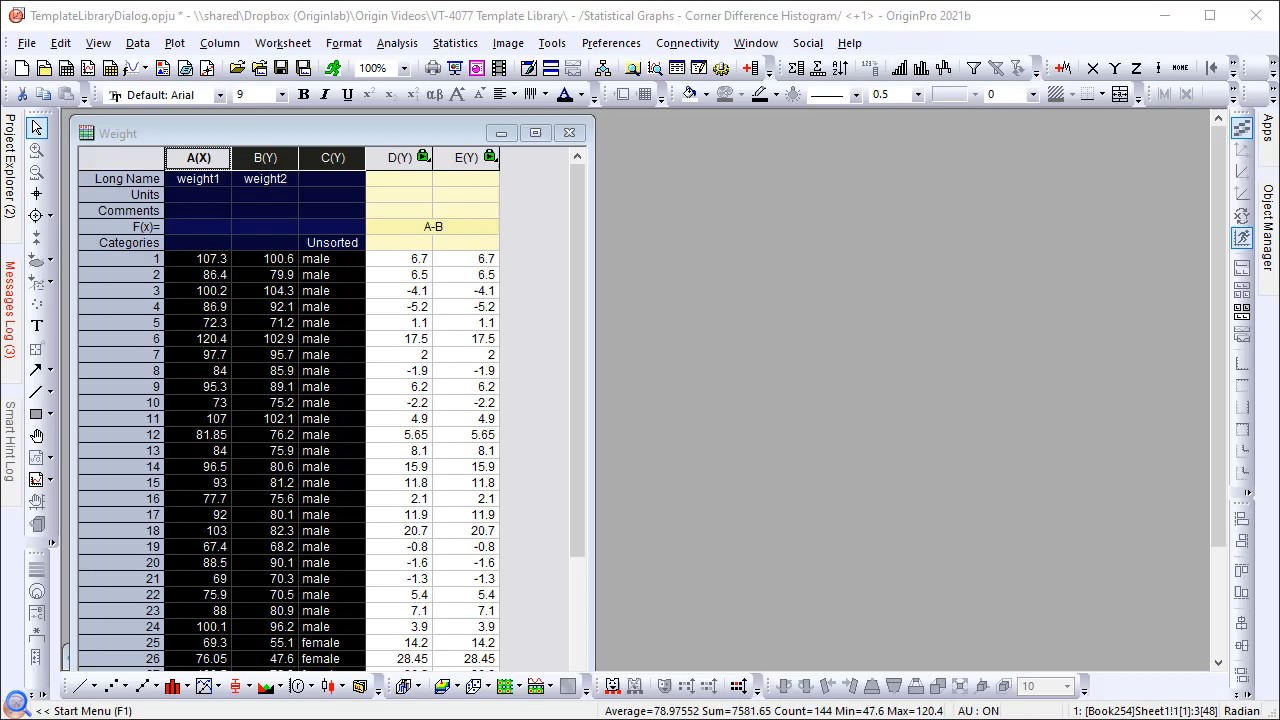 TemplateLibraryDialog.opju * - \\shared\Dropbox (Originlab)\Origin Videos\VT-4077 Template Library\ - /Statistical Graphs - Corner Difference Histogram/ <+1> - OriginPro 2021b
File Edit View Data Plot Column Worksheet Format Analysis Statistics Image Tools Preferences Connectivity Window Social Help
100%
Default: Arial 9 B I U 0.5 0
Project Explorer (2)
Messages Log (3)
Smart Hint Log
Apps
Object Manager
Weight
A(X) B(Y) C(Y) D(Y) E(Y)
Long Name weight1 weight2
Units
Comments
F(x)= A-B
Categories Unsorted
1 107.3 100.6 male 6.7 6.7
2 86.4 79.9 male 6.5 6.5
3 100.2 104.3 male -4.1 -4.1
4 86.9 92.1 male -5.2 -5.2
5 72.3 71.2 male 1.1 1.1
6 120.4 102.9 male 17.5 17.5
7 97.7 95.7 male 2 2
8 84 85.9 male -1.9 -1.9
9 95.3 89.1 male 6.2 6.2
10 73 75.2 male -2.2 -2.2
11 107 102.1 male 4.9 4.9
12 81.85 76.2 male 5.65 5.65
13 84 75.9 male 8.1 8.1
14 96.5 80.6 male 15.9 15.9
15 93 81.2 male 11.8 11.8
16 77.7 75.6 male 2.1 2.1
17 92 80.1 male 11.9 11.9
18 103 82.3 male 20.7 20.7
19 67.4 68.2 male -0.8 -0.8
20 88.5 90.1 male -1.6 -1.6
21 69 70.3 male -1.3 -1.3
22 75.9 70.5 male 5.4 5.4
23 88 80.9 male 7.1 7.1
24 100.1 96.2 male 3.9 3.9
25 69.3 55.1 female 14.2 14.2
26 76.05 47.6 female 28.45 28.45
10
<< Start Menu (F1) Average=78.97552 Sum=7581.65 Count=144 Min=47.6 Max=120.4 AU : ON 1: [Book254]Sheet1!1[1]:3[48] Radian